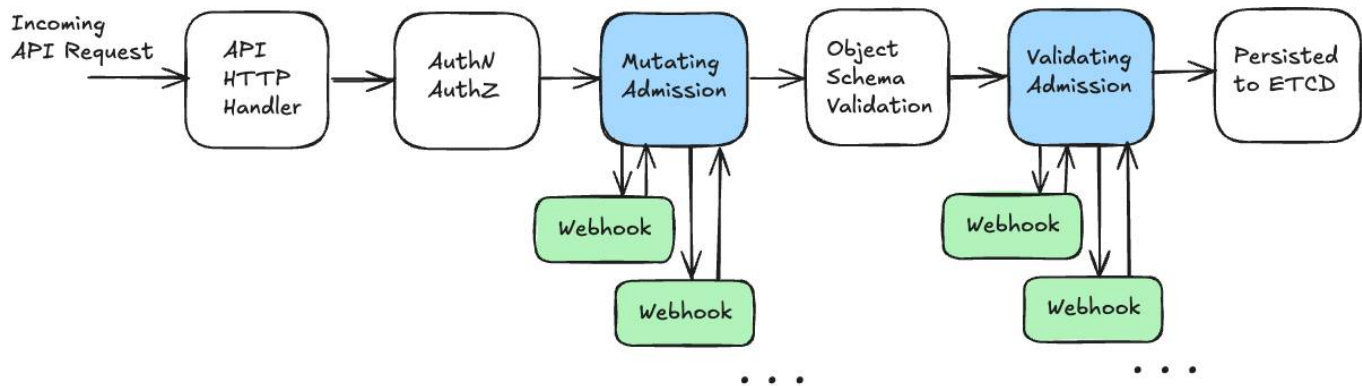 Incoming
API Request
API
HTTP
Handler
AuthN
AuthZ
Mutating
Admission
Object
Schema
Validation
Validating
Admission
Persisted
to ETCD
Webhook
Webhook
Webhook
Webhook
. . .
. . .